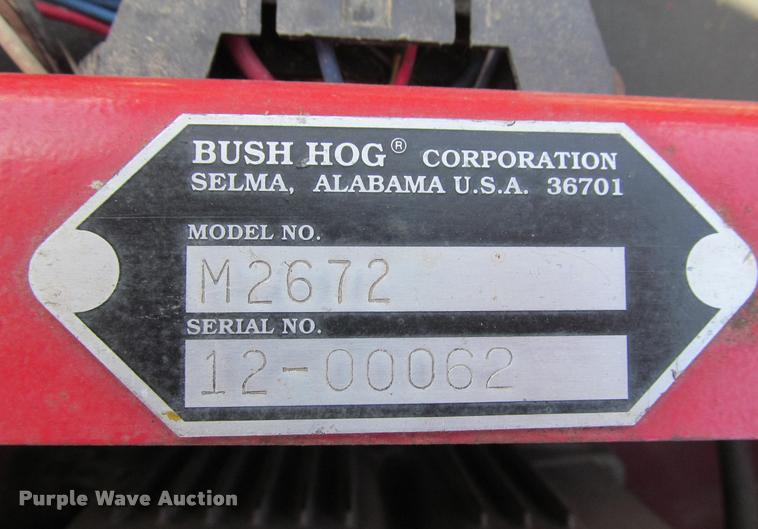 BUSH HOG® CORPORATION
SELMA, ALABAMA U.S.A. 36701
MODEL NO.
M2672
SERIAL NO.
12-00062
Purple Wave Auction